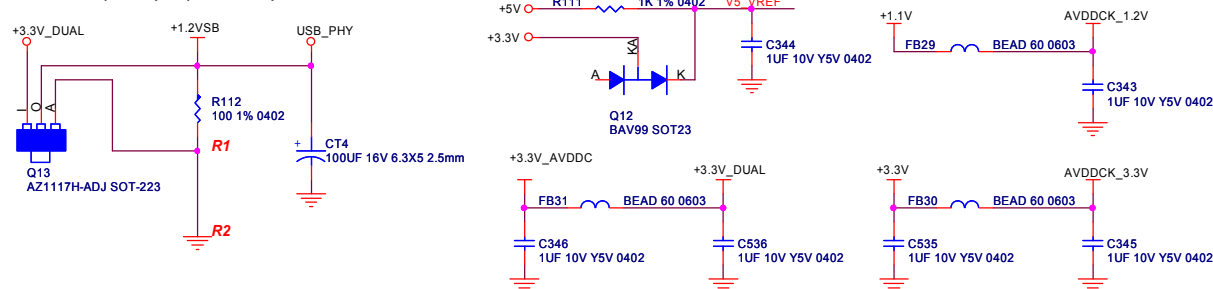 +3.3V_DUAL
+1.2VSB
USB_PHY
I
O
A
R112
100 1% 0402
R1
Q13
AZ1117H-ADJ SOT-223
+
CT4
100UF 16V 6.3X5 2.5mm
R2
+5V
R111
1K 1% 0402
V5_VREF
+3.3V
KA
A
K
C344
1UF 10V Y5V 0402
Q12
BAV99 SOT23
+1.1V
AVDDCK_1.2V
FB29
BEAD 60 0603
C343
1UF 10V Y5V 0402
+3.3V_AVDDC
+3.3V_DUAL
FB31
BEAD 60 0603
C346
1UF 10V Y5V 0402
C536
1UF 10V Y5V 0402
+3.3V
AVDDCK_3.3V
FB30
BEAD 60 0603
C535
1UF 10V Y5V 0402
C345
1UF 10V Y5V 0402